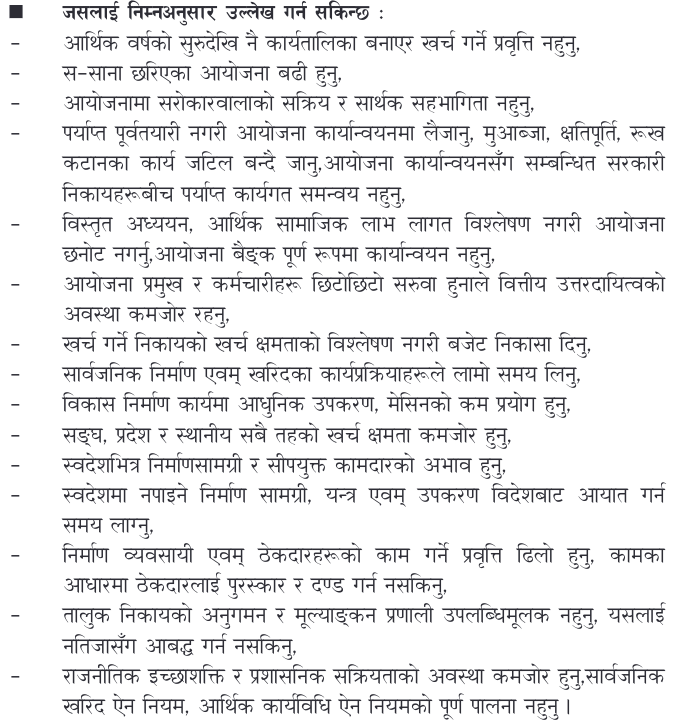 ■ जसलाई निम्नअनुसार उल्लेख गर्न सकिन्छ :
– आर्थिक वर्षको सुरुदेखि नै कार्यतालिका बनाएर खर्च गर्ने प्रवृत्ति नहुनु,
– स-साना छरिएका आयोजना बढी हुनु,
– आयोजनामा सरोकारवालाको सक्रिय र सार्थक सहभागिता नहुनु,
– पर्याप्त पूर्वतयारी नगरी आयोजना कार्यान्वयनमा लैजानु, मुआब्जा, क्षतिपूर्ति, रूख
कटानका कार्य जटिल बन्दै जानु,आयोजना कार्यान्वयनसँग सम्बन्धित सरकारी
निकायहरूबीच पर्याप्त कार्यगत समन्वय नहुनु,
– विस्तृत अध्ययन, आर्थिक सामाजिक लाभ लागत विश्लेषण नगरी आयोजना
छनोट नगर्नु,आयोजना बैङ्क पूर्ण रूपमा कार्यान्वयन नहुनु,
– आयोजना प्रमुख र कर्मचारीहरू छिटोछिटो सरुवा हुनाले वित्तीय उत्तरदायित्वको
अवस्था कमजोर रहनु,
– खर्च गर्ने निकायको खर्च क्षमताको विश्लेषण नगरी बजेट निकासा दिनु,
– सार्वजनिक निर्माण एवम् खरिदका कार्यप्रक्रियाहरूले लामो समय लिनु,
– विकास निर्माण कार्यमा आधुनिक उपकरण, मेसिनको कम प्रयोग हुनु,
– सङ्घ, प्रदेश र स्थानीय सबै तहको खर्च क्षमता कमजोर हुनु,
– स्वदेशभित्र निर्माणसामग्री र सीपयुक्त कामदारको अभाव हुनु,
– स्वदेशमा नपाइने निर्माण सामग्री, यन्त्र एवम् उपकरण विदेशबाट आयात गर्न
समय लाग्नु,
– निर्माण व्यवसायी एवम् ठेकदारहरूको काम गर्ने प्रवृत्ति ढिलो हुनु, कामका
आधारमा ठेकदारलाई पुरस्कार र दण्ड गर्न नसकिनु,
– तालुक निकायको अनुगमन र मूल्याङ्कन प्रणाली उपलब्धिमूलक नहुनु, यसलाई
नतिजासँग आबद्ध गर्न नसकिनु,
– राजनीतिक इच्छाशक्ति र प्रशासनिक सक्रियताको अवस्था कमजोर हुनु,सार्वजनिक
खरिद ऐन नियम, आर्थिक कार्यविधि ऐन नियमको पूर्ण पालना नहुनु ।